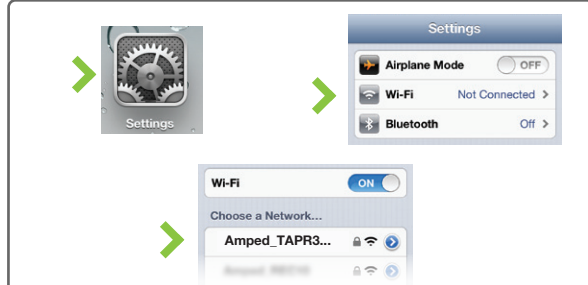 Settings
Settings
Airplane Mode OFF
Wi-Fi Not Connected
Bluetooth Off
Wi-Fi ON
Choose a Network...
Amped_TAPR3...